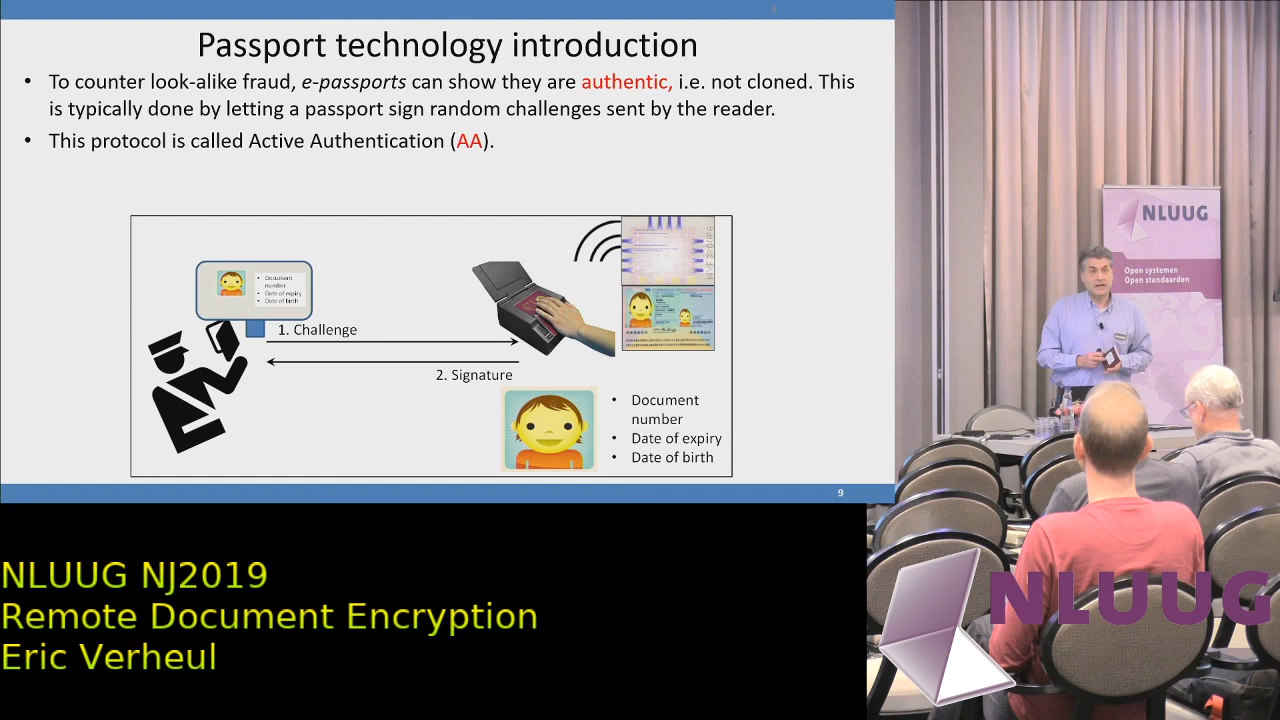 9
Passport technology introduction
• To counter look-alike fraud, e-passports can show they are authentic, i.e. not cloned. This
is typically done by letting a passport sign random challenges sent by the reader.
• This protocol is called Active Authentication (AA).
• Document
number
• Date of expiry
• Date of birth
1. Challenge
2. Signature
• Document
number
• Date of expiry
• Date of birth
9
NLUUG
Open systemen
Open standaarden
NLUUG NJ2019
Remote Document Encryption
Eric Verheul
NLUUG